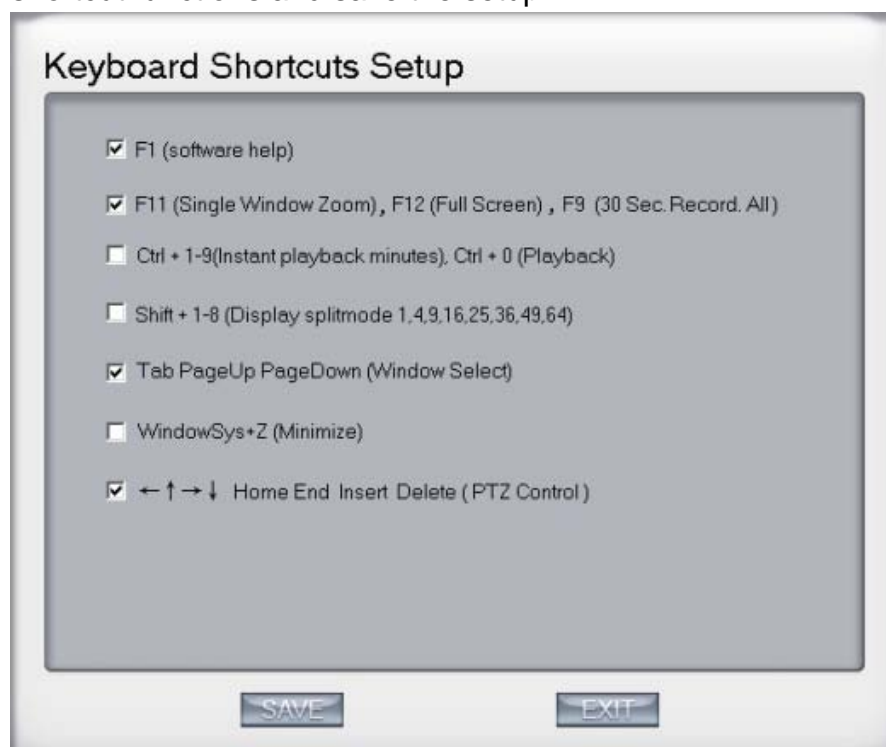 Keyboard Shortcuts Setup
F1 (software help)
F11 (Single Window Zoom) , F12 (Full Screen) , F9 (30 Sec. Record. All)
Ctrl + 1-9(Instant playback minutes), Ctrl + 0 (Playback)
Shift + 1-8 (Display splitmode 1,4,9,16,25,36,49,64)
Tab PageUp PageDown (Window Select)
WindowSys+Z (Minimize)
←↑→↓ Home End Insert Delete ( PTZ Control )
SAVE EXIT